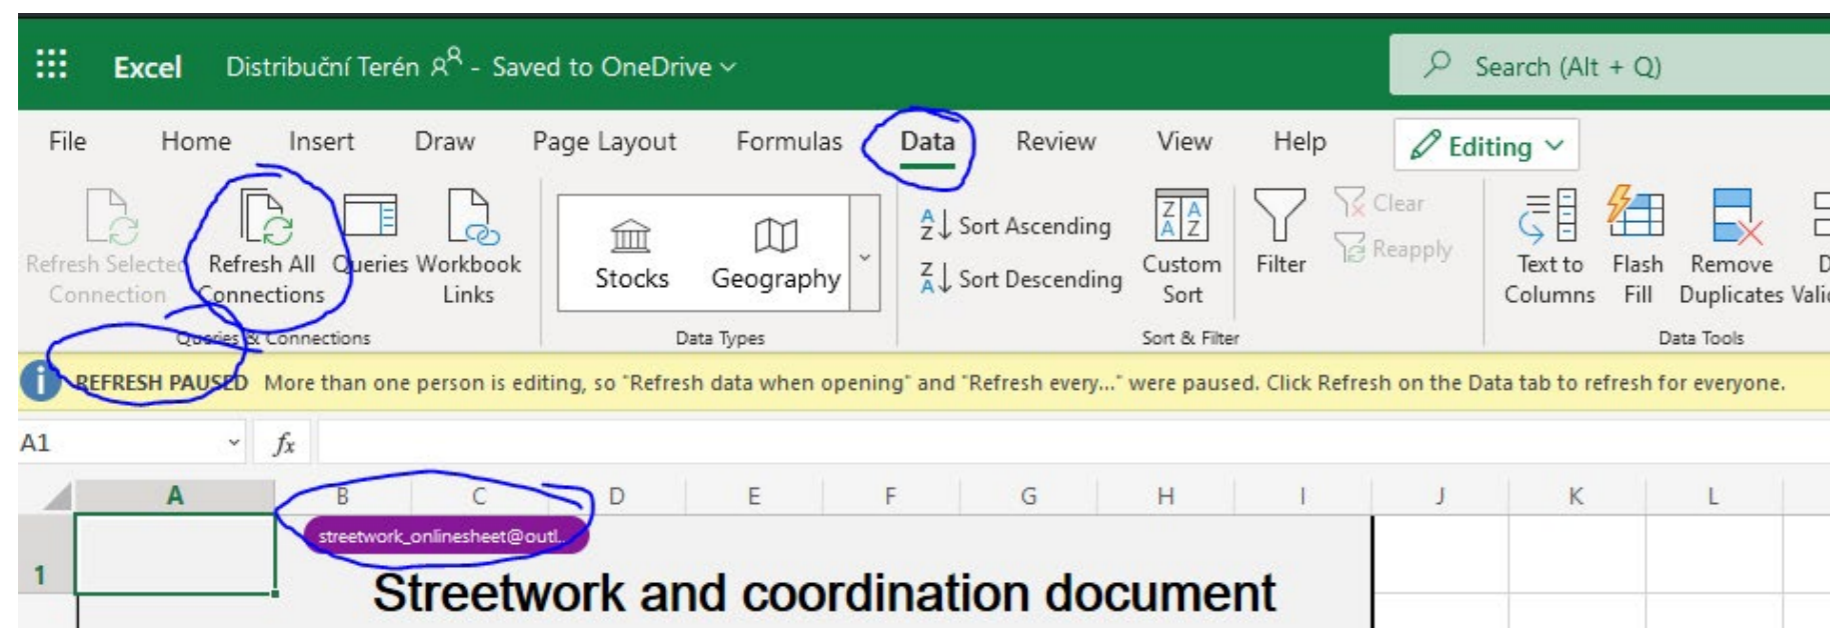 Excel Distribuční Terén - Saved to OneDrive Search (Alt + Q)
File Home Insert Draw Page Layout Formulas Data Review View Help Editing
Refresh Selected Connection
Refresh All Connections
Queries
Workbook Links
Stocks
Geography
Sort Ascending
Sort Descending
Custom Sort
Filter
Clear
Reapply
Text to Columns
Flash Fill
Remove Duplicates
Queries & Connections Data Types Sort & Filter Data Tools
REFRESH PAUSED More than one person is editing, so "Refresh data when opening" and "Refresh every..." were paused. Click Refresh on the Data tab to refresh for everyone.
A1 fx
A B C D E F G H I J K L
streetwork_onlinesheet@outl...
1 Streetwork and coordination document